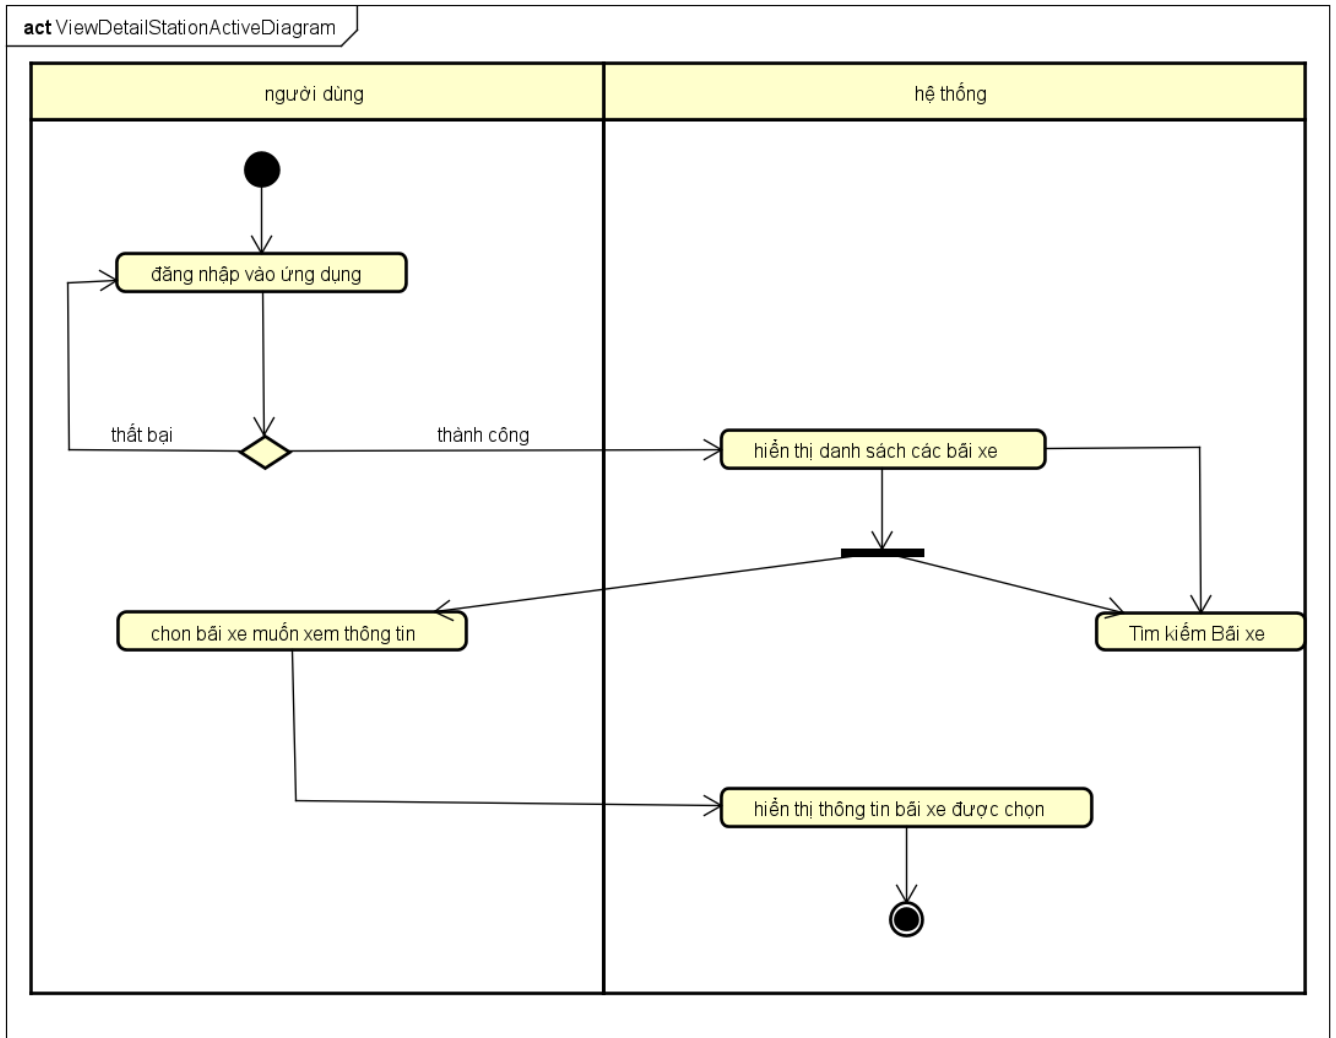 act ViewDetailStationActiveDiagram
người dùng
hệ thống
đăng nhập vào ứng dụng
thất bại
thành công
hiển thị danh sách các bãi xe
chon bãi xe muốn xem thông tin
Tìm kiếm Bãi xe
hiển thị thông tin bãi xe được chọn